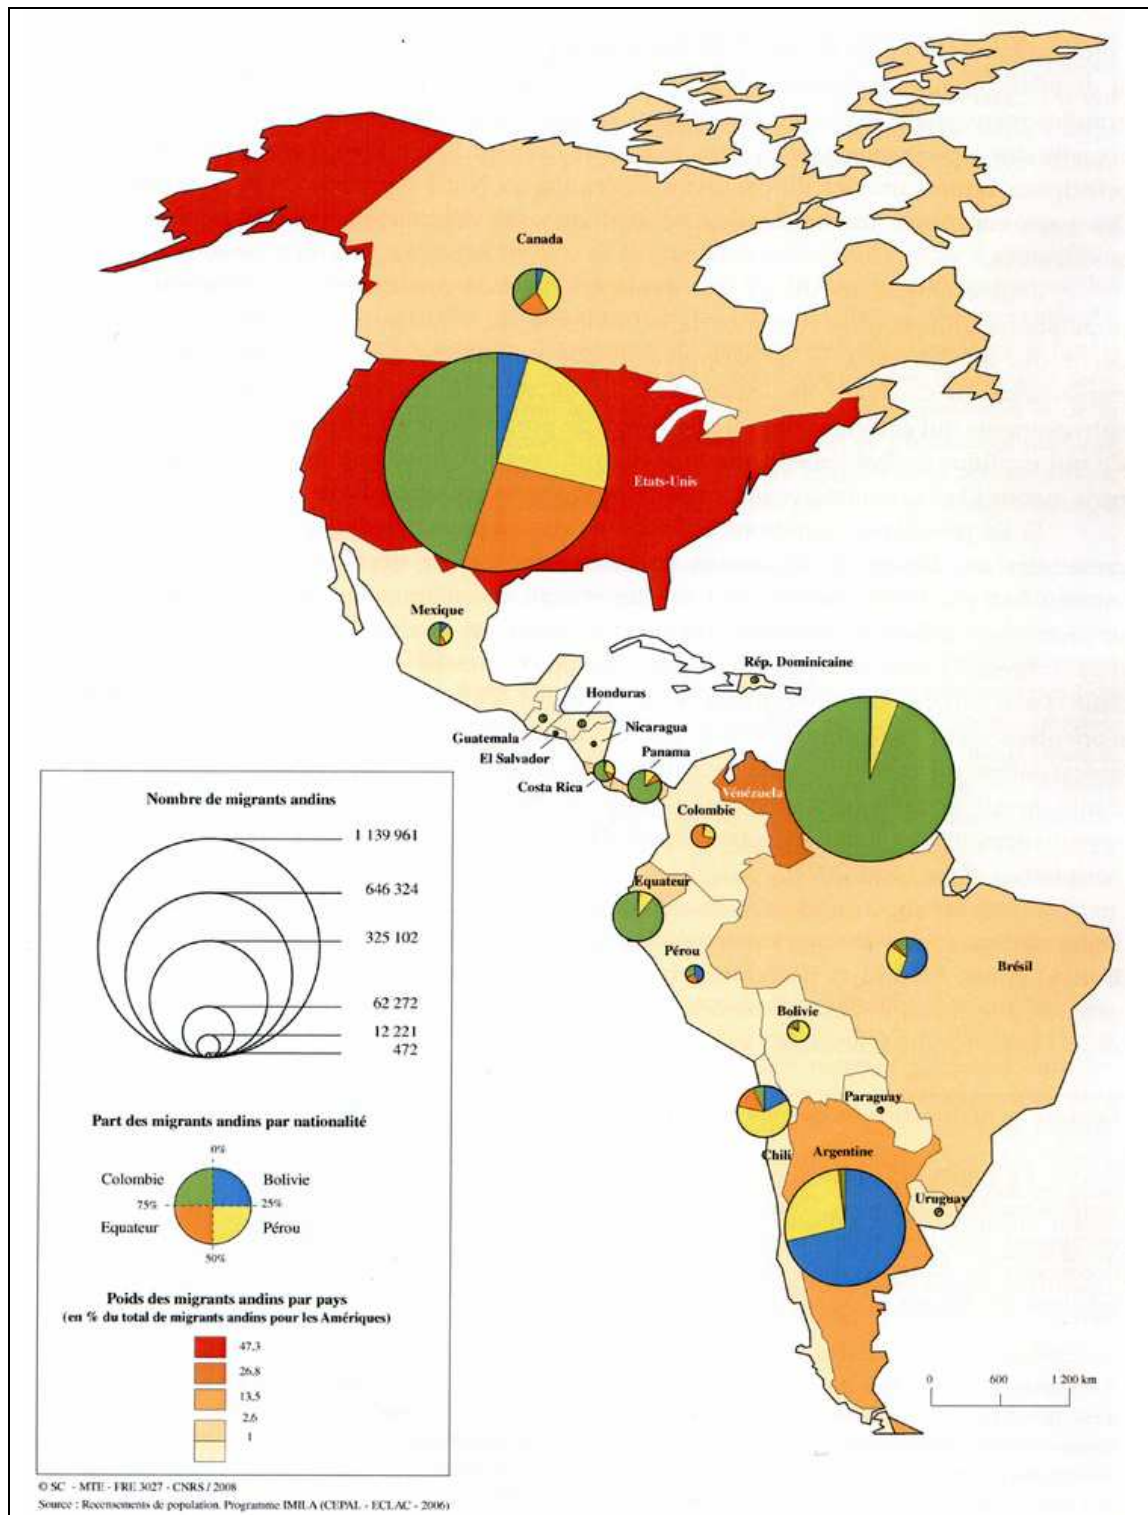 Canada
Etats-Unis
Mexique
Rép. Dominicaine
Honduras
Guatemala
Nicaragua
El Salvador
Panama
Costa Rica
Vénézuela
Colombie
Equateur
Pérou
Brésil
Bolivie
Paraguay
Chili
Argentine
Uruguay
0 600 1 200 km
Nombre de migrants andins
1 139 961
646 324
325 102
62 272
12 221
472
Part des migrants andins par nationalité
0%
Colombie Bolivie
75% 25%
Equateur Pérou
50%
Poids des migrants andins par pays
(en % du total de migrants andins pour les Amériques)
47,3
26,8
13,5
2,6
1
© SC - MTE - FRE 3027 - CNRS / 2008
Source : Recensements de population. Programme IMILA (CEPAL - ECLAC - 2006)